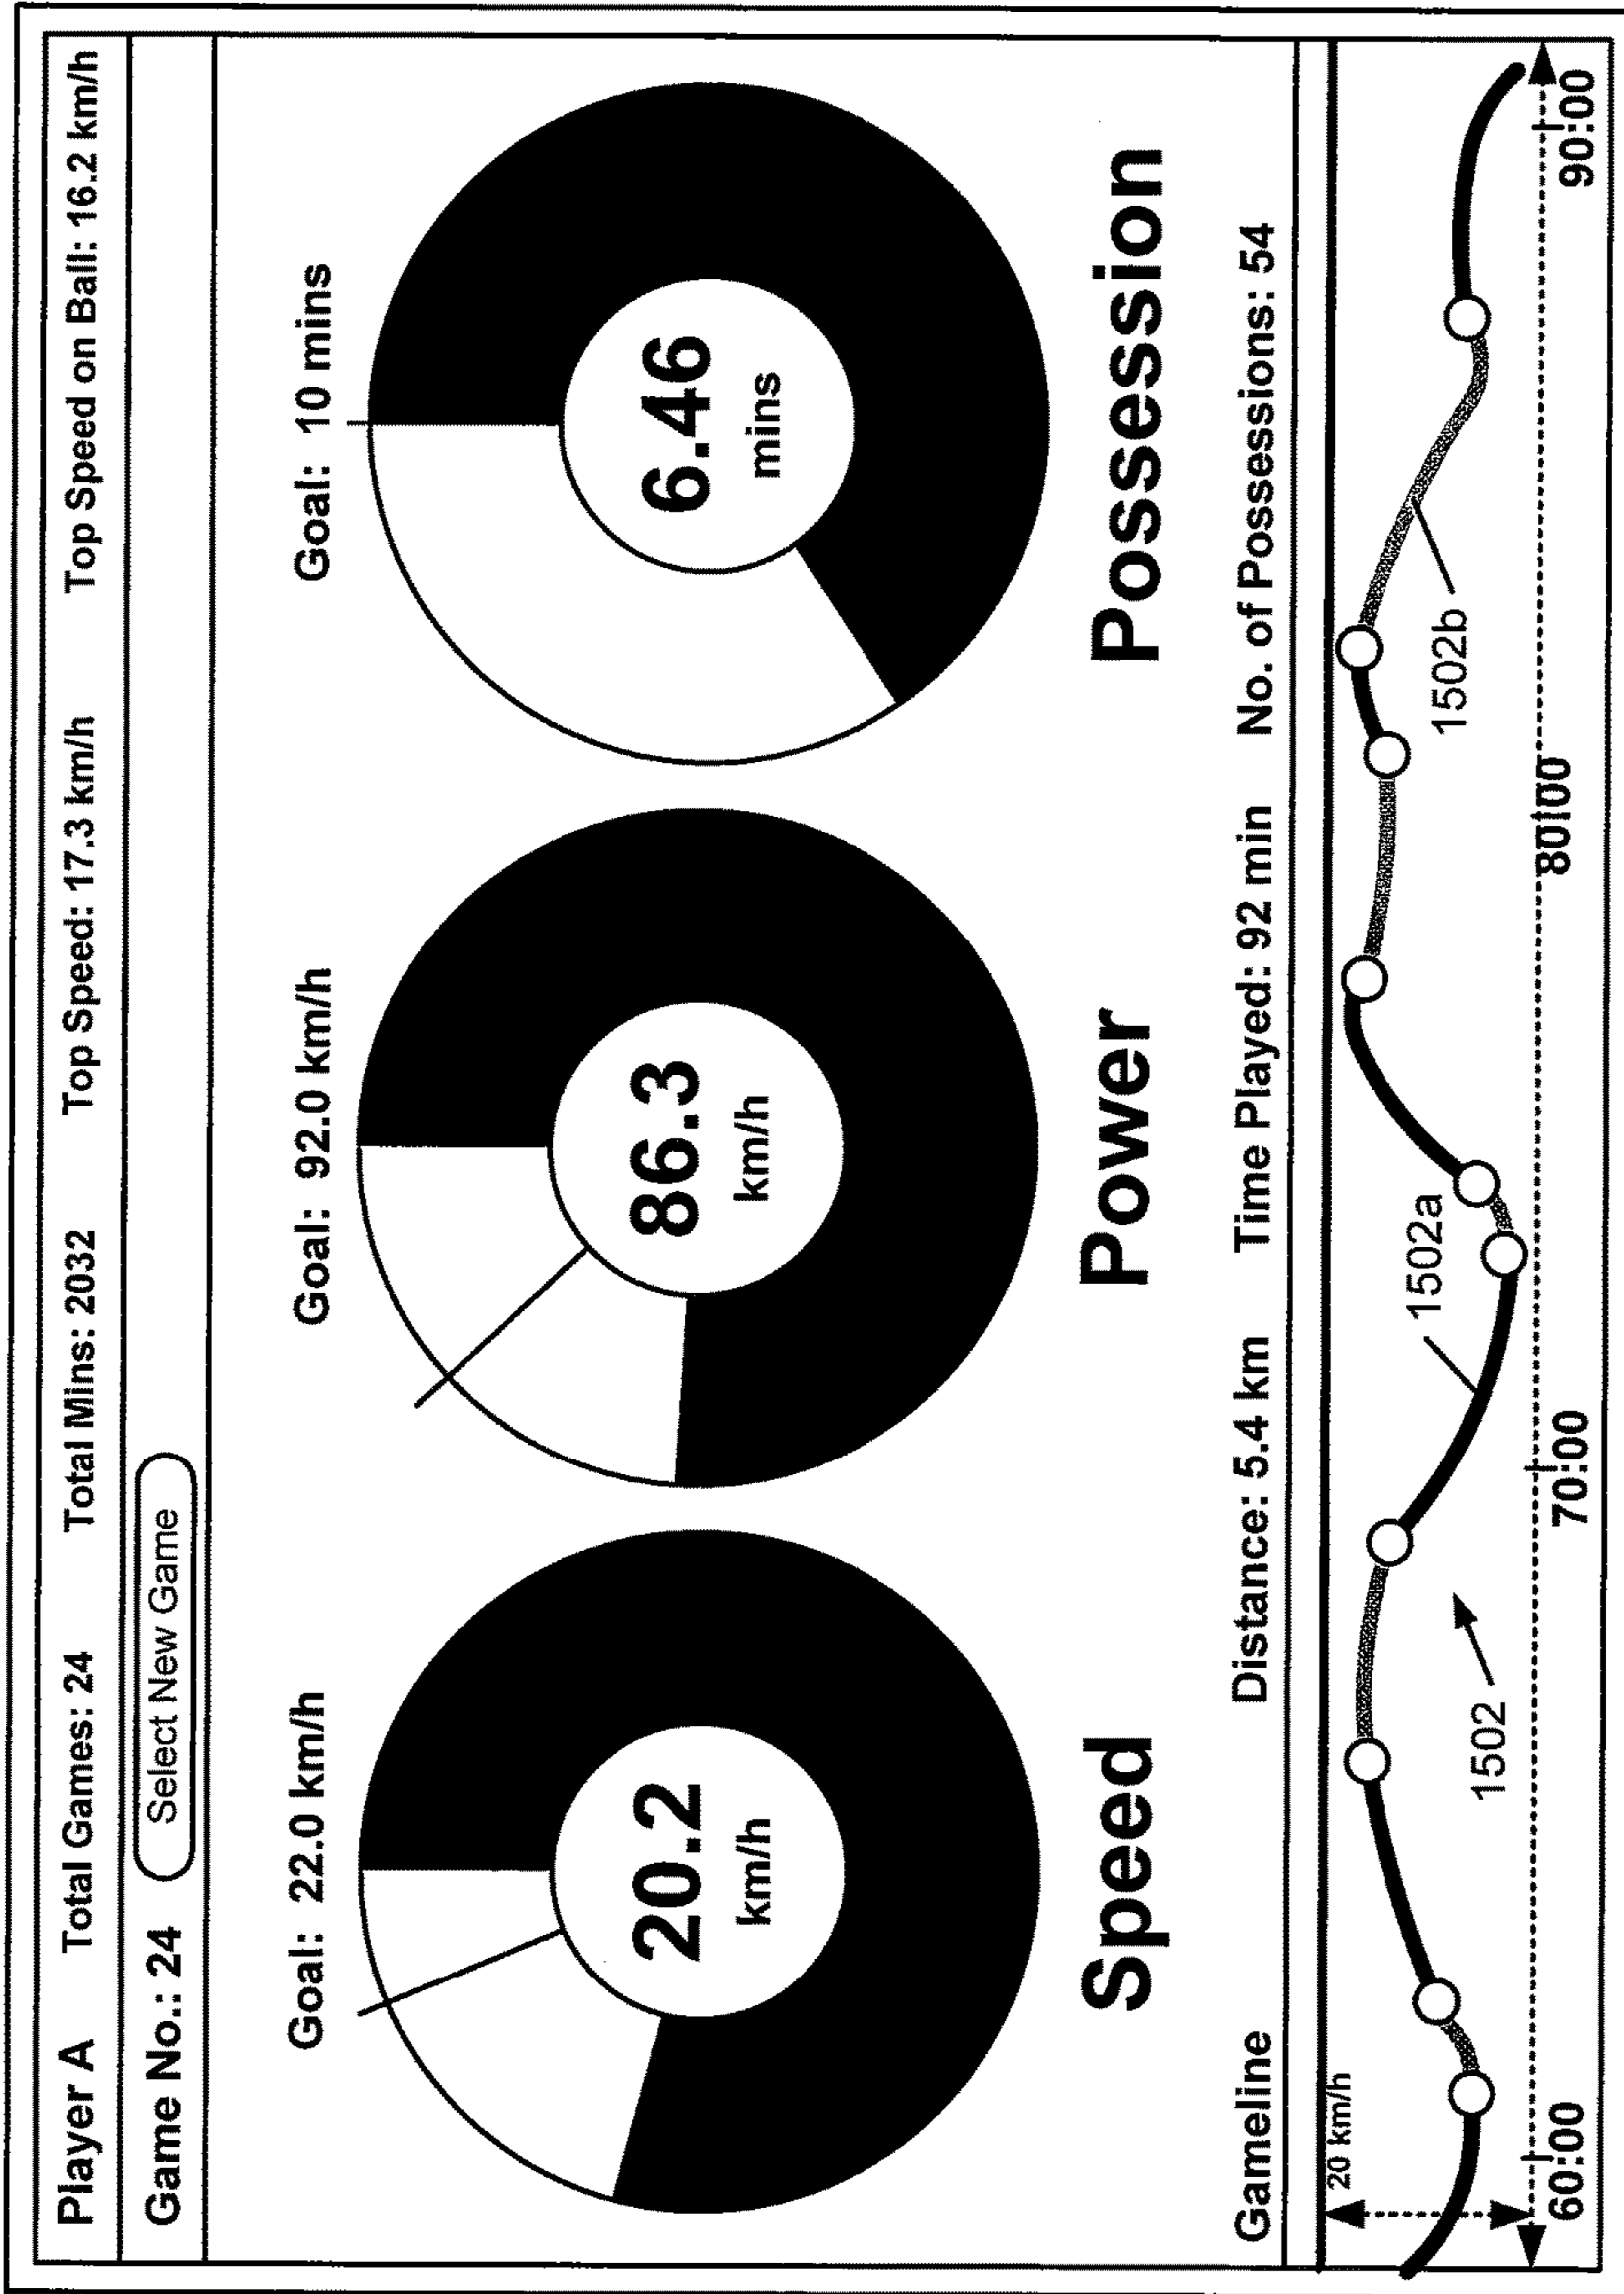 Player A Total Games: 24 Total Mins: 2032 Top Speed: 17.3 km/h Top Speed on Ball: 16.2 km/h
Game No.: 24 Select New Game
Goal: 22.0 km/h Goal: 92.0 km/h Goal: 10 mins
20.2 86.3 6.46
km/h km/h mins
Speed Power Possession
Gameline Distance: 5.4 km Time Played: 92 min No. of Possessions: 54
20 km/h
1502 1502a 1502b
60:00 70:00 80:00 90:00